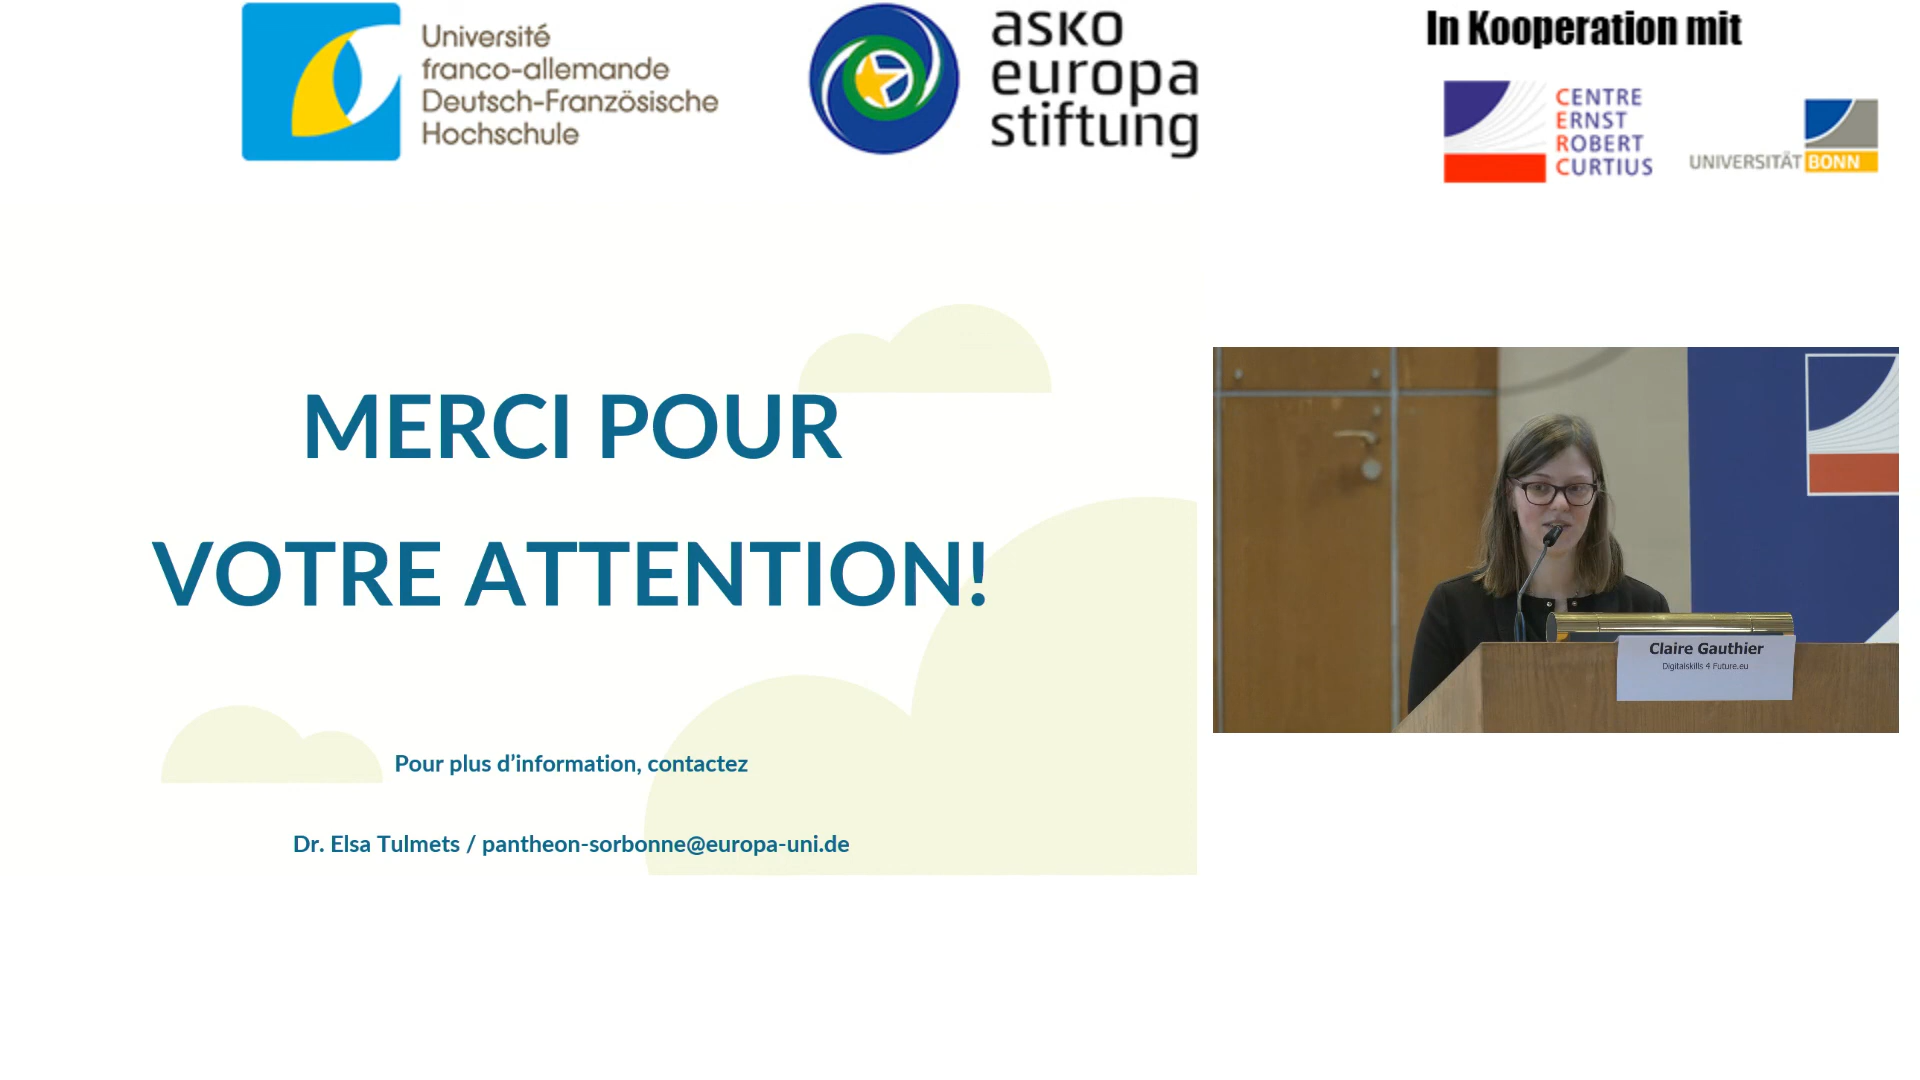 Université
franco-allemande
Deutsch-Französische
Hochschule
asko
europa
stiftung
In Kooperation mit
CENTRE
ERNST
ROBERT
CURTIUS
UNIVERSITÄT BONN
MERCI POUR
VOTRE ATTENTION!
Pour plus d’information, contactez
Dr. Elsa Tulmets / pantheon-sorbonne@europa-uni.de
Claire Gauthier
Digitalskills 4 Future.eu